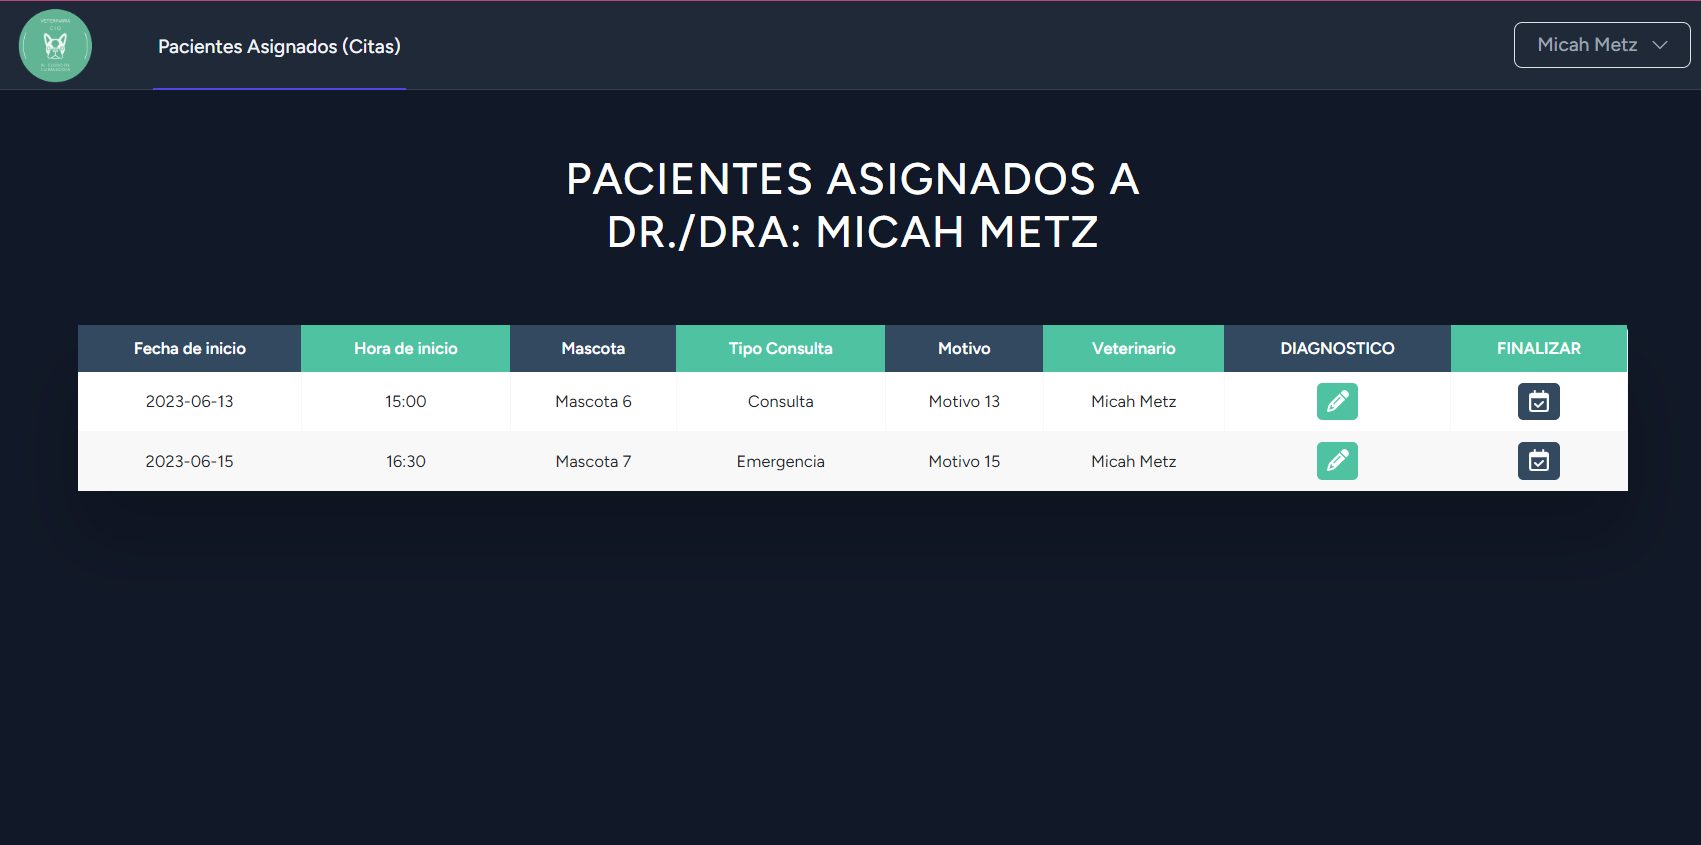 VETERINARIA
Pacientes Asignados (Citas)
Micah Metz
PACIENTES ASIGNADOS A
DR./DRA: MICAH METZ
Fecha de inicio Hora de inicio Mascota Tipo Consulta Motivo Veterinario DIAGNOSTICO FINALIZAR
2023-06-13 15:00 Mascota 6 Consulta Motivo 13 Micah Metz
2023-06-15 16:30 Mascota 7 Emergencia Motivo 15 Micah Metz